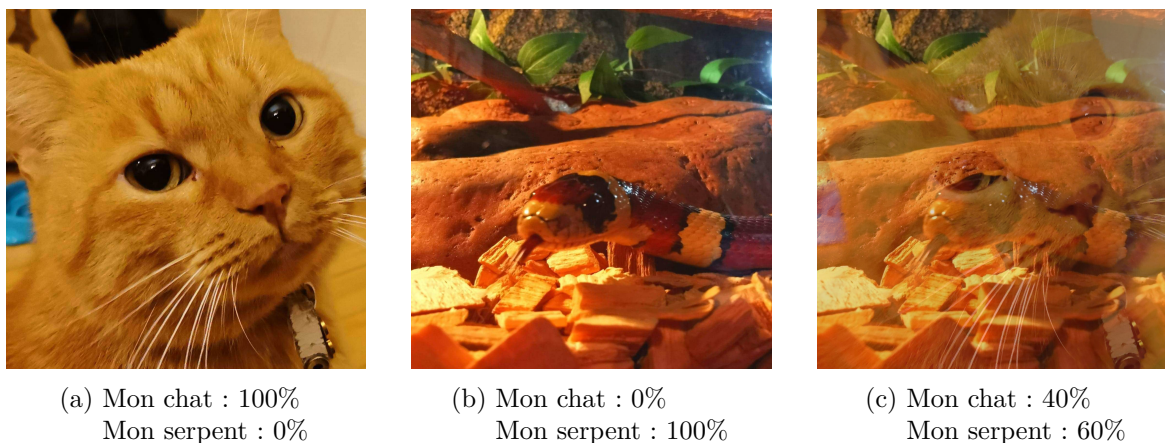 (a) Mon chat : 100%
Mon serpent : 0%
(b) Mon chat : 0%
Mon serpent : 100%
(c) Mon chat : 40%
Mon serpent : 60%